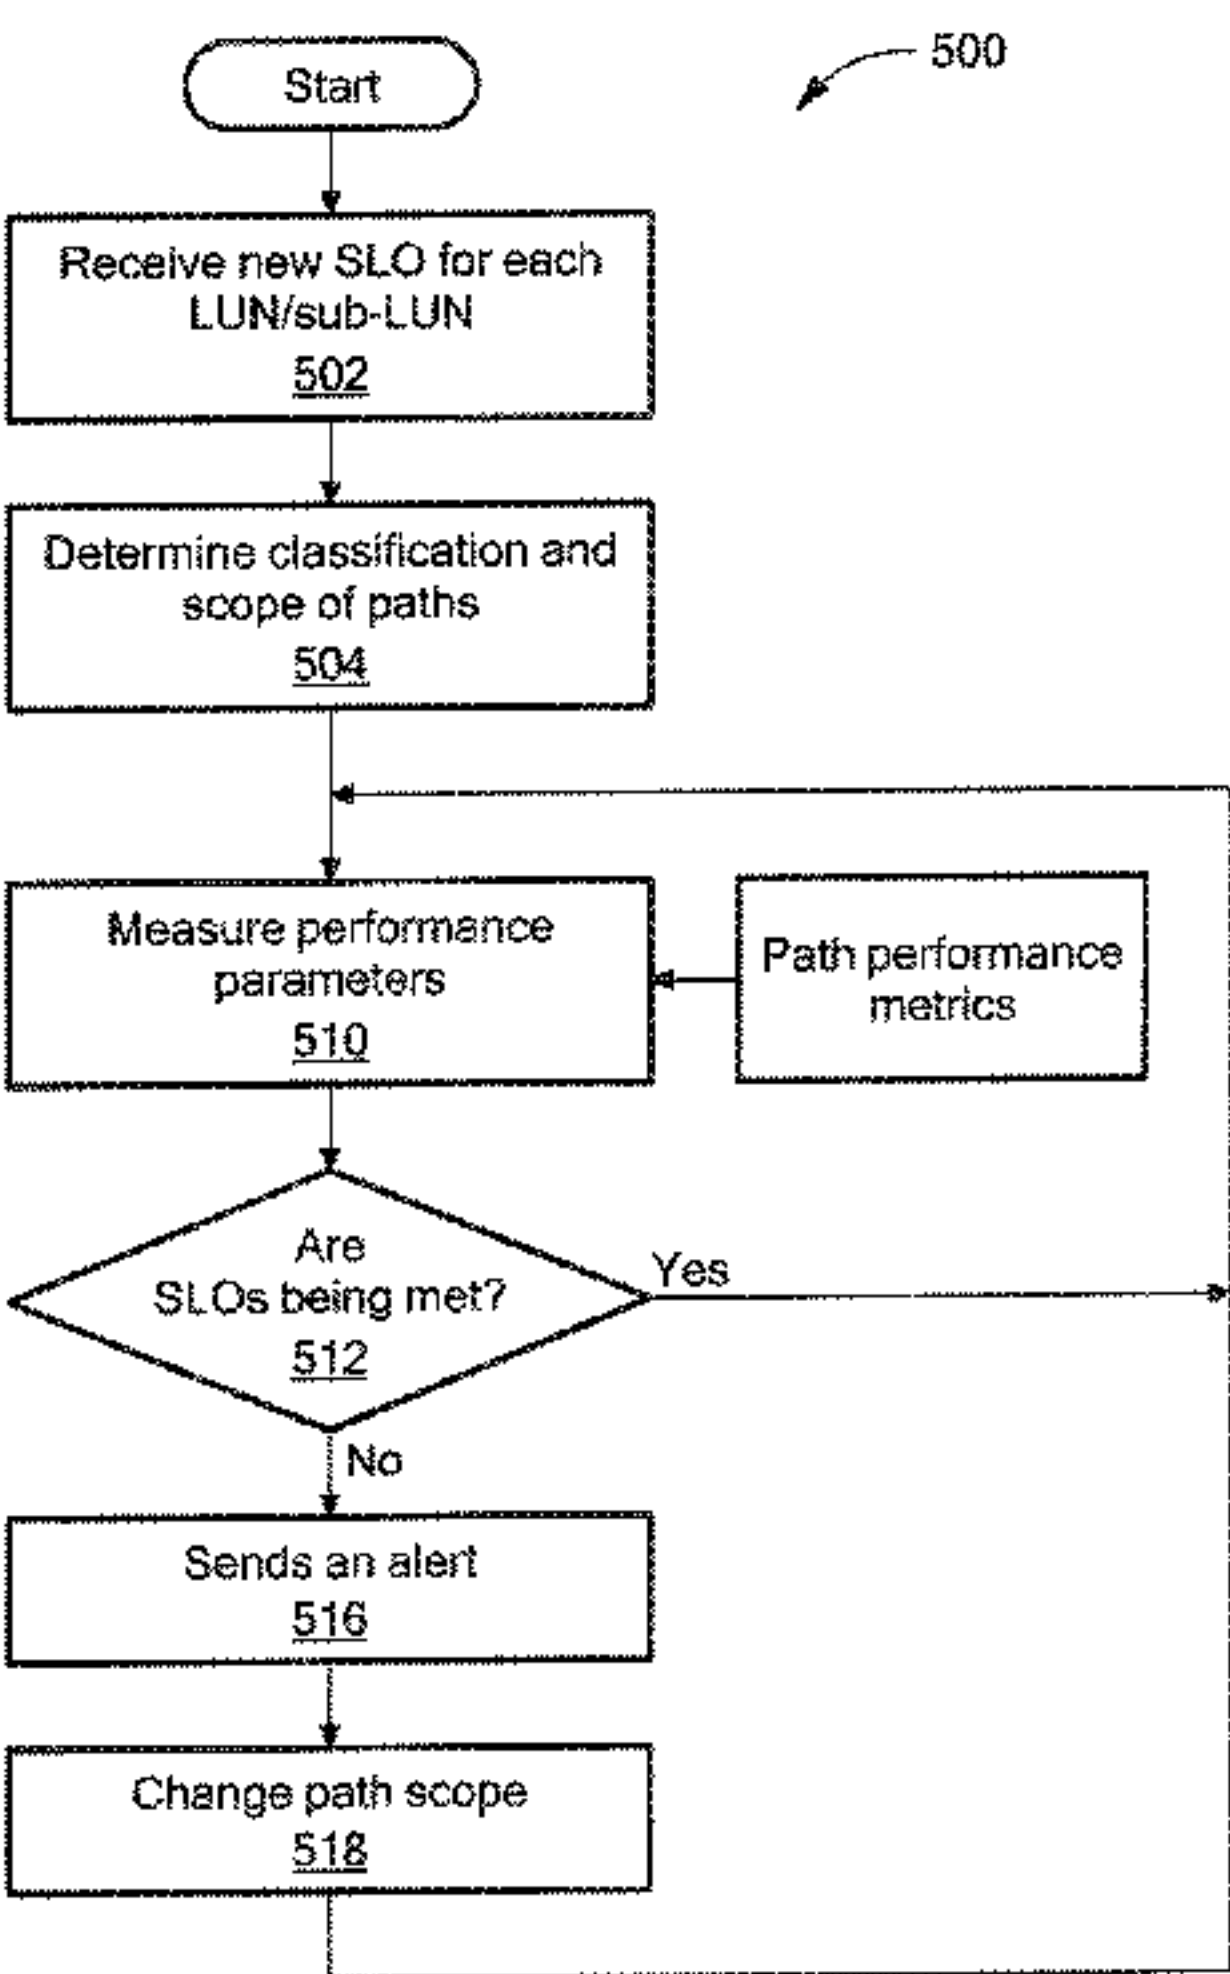 500
Start
Receive new SLO for each
LUN/sub-LUN
502
Determine classification and
scope of paths
504
Measure performance
parameters
510
Path performance
metrics
Are
SLOs being met?
512
Yes
No
Sends an alert
516
Change path scope
518